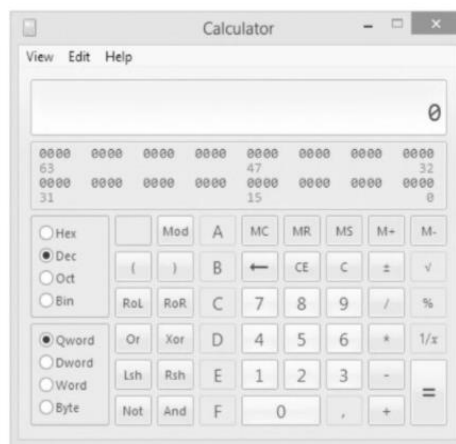 Calculator
View Edit Help
0
0000 0000 0000 0000 0000 0000 0000 0000
63 47 32
0000 0000 0000 0000 0000 0000 0000 0000
31 15 0
Hex Mod A MC MR MS M+ M-
Dec ( ) B ← CE C ± √
Oct
Bin RoL RoR C 7 8 9 / %
Qword Or Xor D 4 5 6 * 1/x
Dword
Word Lsh Rsh E 1 2 3 - =
Byte Not And F 0 , +